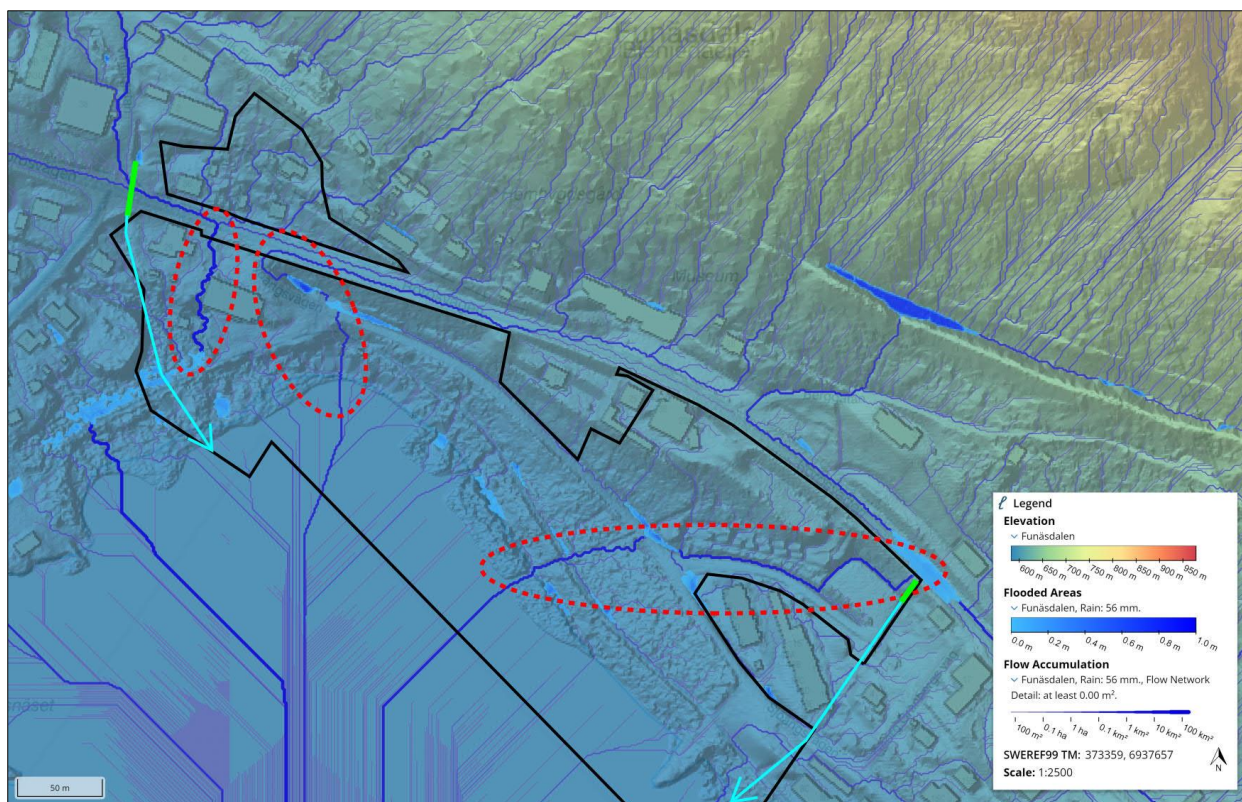 Funäsdalen
Museum
50 m
Legend
Elevation
Funäsdalen
600 m
650 m
700 m
750 m
800 m
850 m
900 m
950 m
Flooded Areas
Funäsdalen, Rain: 56 mm.
0.0 m
0.2 m
0.4 m
0.6 m
0.8 m
1.0 m
Flow Accumulation
Funäsdalen, Rain: 56 mm., Flow Network
Detail: at least 0.00 m².
100 m²
0.1 ha
1 ha
0.1 km²
1 km²
10 km²
100 km²
SWEREF99 TM: 373359, 6937657
Scale: 1:2500
N